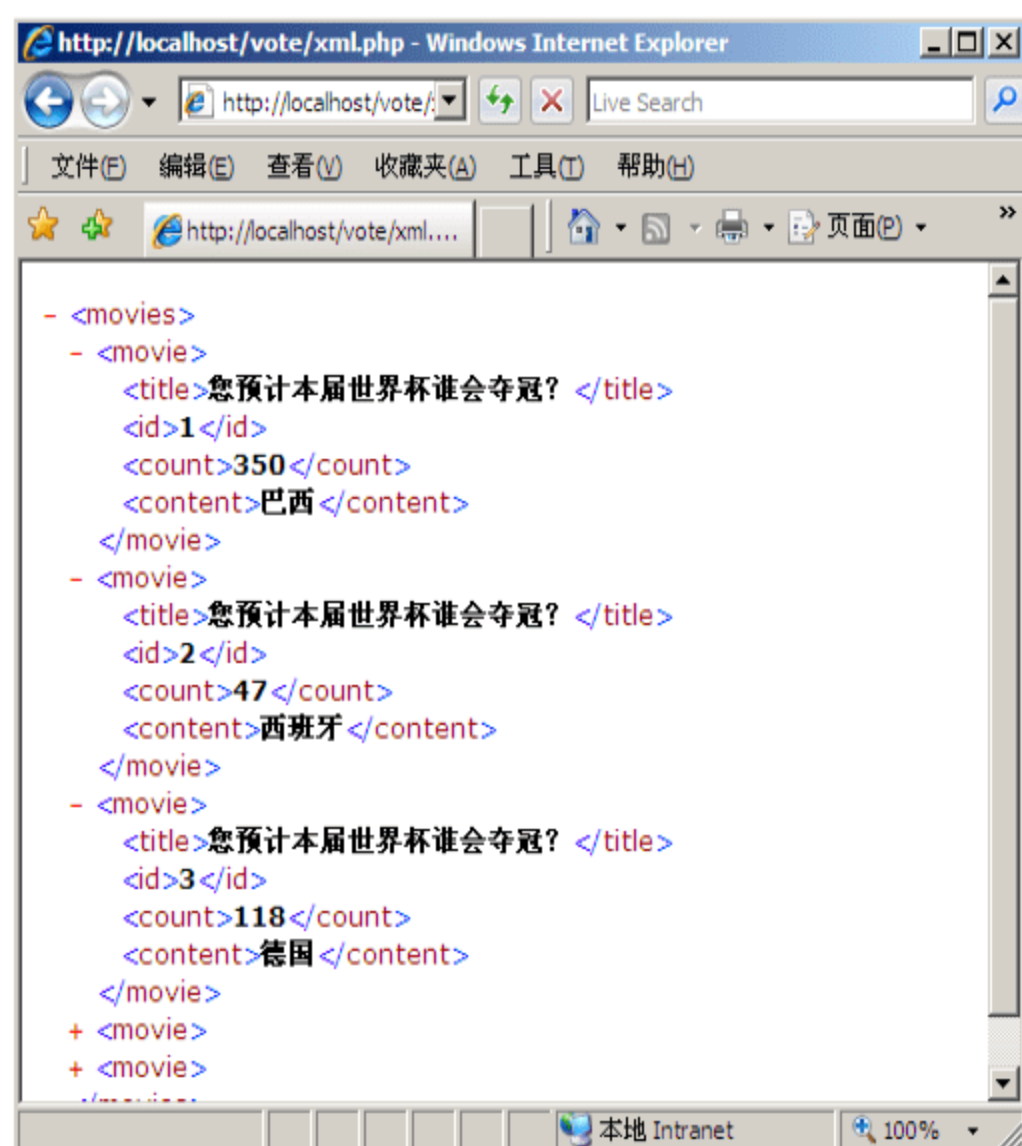 http://localhost/vote/xml.php - Windows Internet Explorer
http://localhost/vote/: Live Search
文件(F) 编辑(E) 查看(V) 收藏夹(A) 工具(T) 帮助(H)
http://localhost/vote/xml.... 页面(P) »
- <movies>
- <movie>
<title>您预计本届世界杯谁会夺冠? </title>
<id>1</id>
<count>350</count>
<content>巴西</content>
</movie>
- <movie>
<title>您预计本届世界杯谁会夺冠? </title>
<id>2</id>
<count>47</count>
<content>西班牙</content>
</movie>
- <movie>
<title>您预计本届世界杯谁会夺冠? </title>
<id>3</id>
<count>118</count>
<content>德国</content>
</movie>
+ <movie>
+ <movie>
本地 Intranet 100%